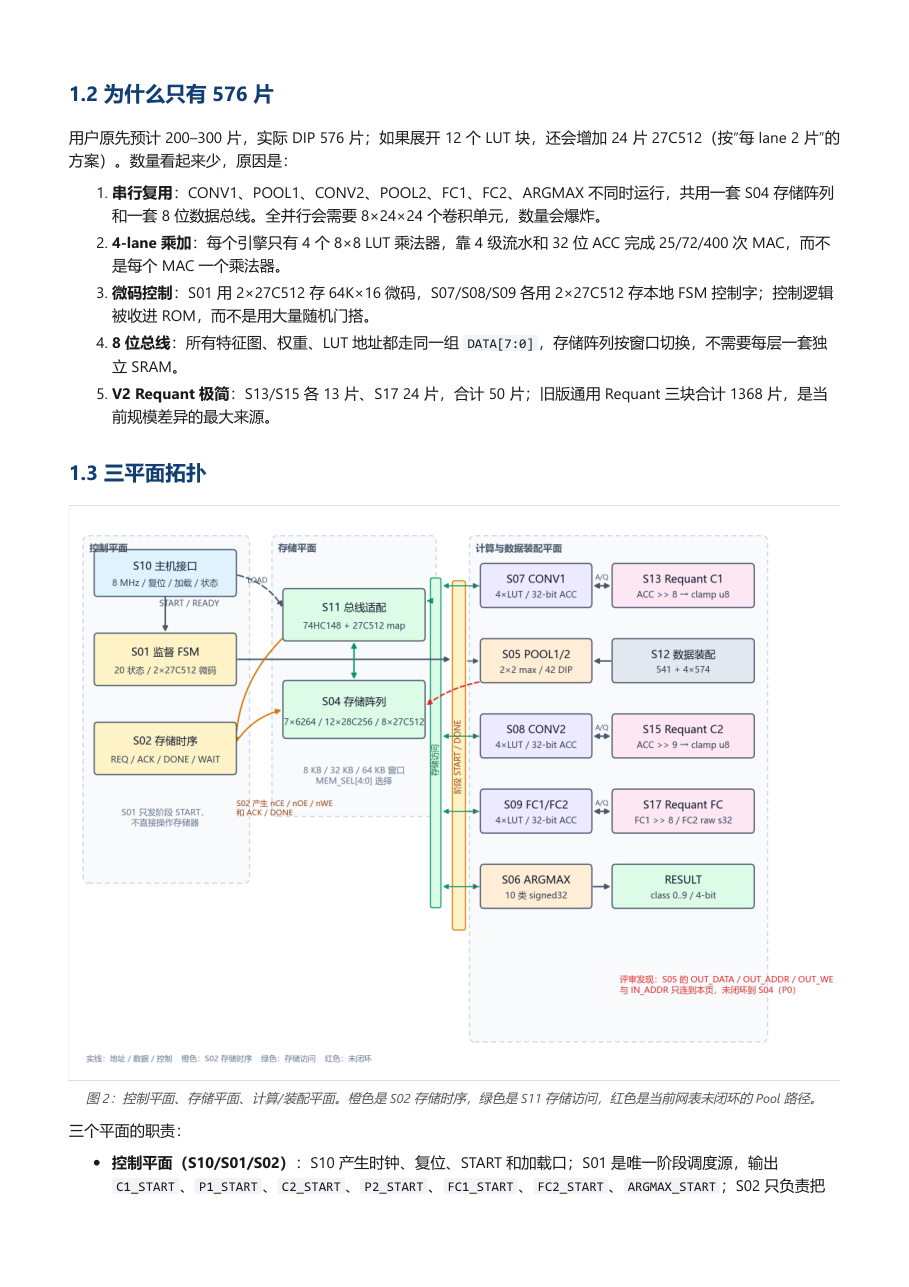 1.2 为什么只有 576 片
用户原先预计 200–300 片，实际 DIP 576 片；如果展开 12 个 LUT 块，还会增加 24 片 27C512（按“每 lane 2 片”的
方案）。数量看起来少，原因是：
1. 串行复用：CONV1、POOL1、CONV2、POOL2、FC1、FC2、ARGMAX 不同时运行，共用一套 S04 存储阵列
和一套 8 位数据总线。全并行会需要 8×24×24 个卷积单元，数量会爆炸。
2. 4-lane 乘加：每个引擎只有 4 个 8×8 LUT 乘法器，靠 4 级流水和 32 位 ACC 完成 25/72/400 次 MAC，而不
是每个 MAC 一个乘法器。
3. 微码控制：S01 用 2×27C512 存 64K×16 微码，S07/S08/S09 各用 2×27C512 存本地 FSM 控制字；控制逻辑
被收进 ROM，而不是用大量随机门搭。
4. 8 位总线：所有特征图、权重、LUT 地址都走同一组 DATA[7:0]，存储阵列按窗口切换，不需要每层一套独
立 SRAM。
5. V2 Requant 极简：S13/S15 各 13 片、S17 24 片，合计 50 片；旧版通用 Requant 三块合计 1368 片，是当
前规模差异的最大来源。
1.3 三平面拓扑
控制平面
S10 主机接口
8 MHz / 复位 / 加载 / 状态
LOAD
START / READY
S01 监督 FSM
20 状态 / 2×27C512 微码
S02 存储时序
REQ / ACK / DONE / WAIT
S01 只发阶段 START，
不直接操作存储器
S02 产生 nCE / nOE / nWE
和 ACK / DONE
存储平面
S11 总线适配
74HC148 + 27C512 map
S04 存储阵列
7×6264 / 12×28C256 / 8×27C512
8 KB / 32 KB / 64 KB 窗口
MEM_SEL[4:0] 选择
存储访问
阶段 START / DONE
计算与数据装配平面
S07 CONV1
4×LUT / 32-bit ACC
A/Q
S13 Requant C1
ACC >> 8 → clamp u8
S05 POOL1/2
2×2 max / 42 DIP
S12 数据装配
541 + 4×574
S08 CONV2
4×LUT / 32-bit ACC
A/Q
S15 Requant C2
ACC >> 9 → clamp u8
S09 FC1/FC2
4×LUT / 32-bit ACC
A/Q
S17 Requant FC
FC1 >> 8 / FC2 raw s32
S06 ARGMAX
10 类 signed32
RESULT
class 0..9 / 4-bit
评审发现：S05 的 OUT_DATA / OUT_ADDR / OUT_WE
与 IN_ADDR 只连到本页，未闭环到 S04（P0）
实线：地址 / 数据 / 控制 橙色：S02 存储时序 绿色：存储访问 红色：未闭环
图 2：控制平面、存储平面、计算/装配平面。橙色是 S02 存储时序，绿色是 S11 存储访问，红色是当前网表未闭环的 Pool 路径。
三个平面的职责：
• 控制平面（S10/S01/S02）：S10 产生时钟、复位、START 和加载口；S01 是唯一阶段调度源，输出
C1_START、P1_START、C2_START、P2_START、FC1_START、FC2_START、ARGMAX_START；S02 只负责把